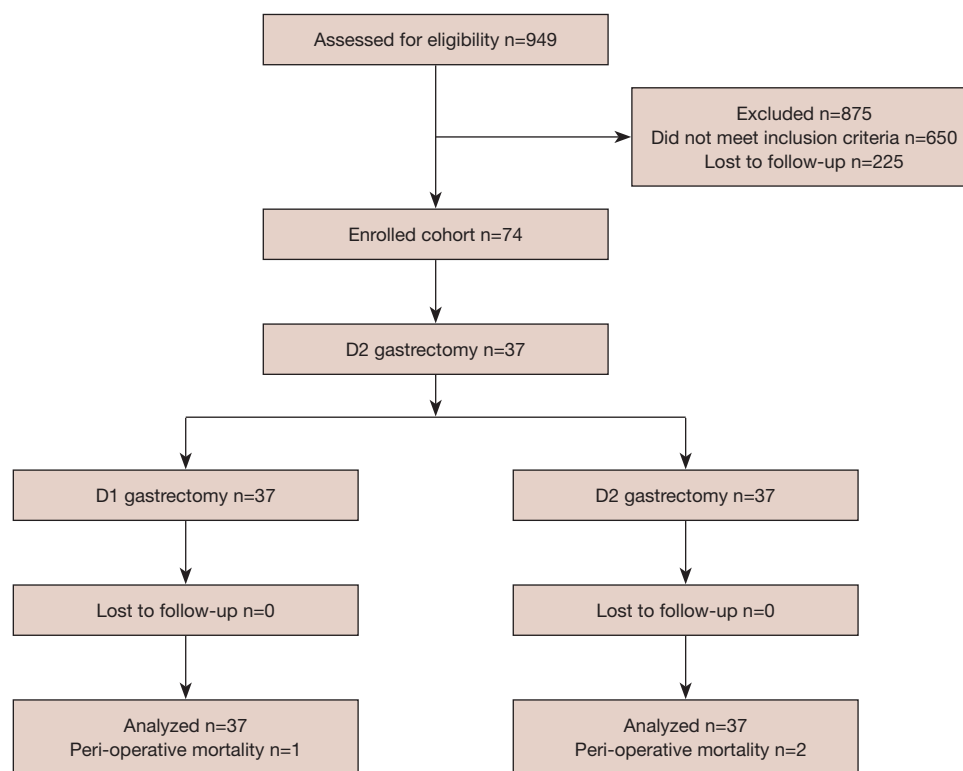 Assessed for eligibility n=949
Excluded n=875
Did not meet inclusion criteria n=650
Lost to follow-up n=225
Enrolled cohort n=74
D2 gastrectomy n=37
D1 gastrectomy n=37
D2 gastrectomy n=37
Lost to follow-up n=0
Lost to follow-up n=0
Analyzed n=37
Peri-operative mortality n=1
Analyzed n=37
Peri-operative mortality n=2